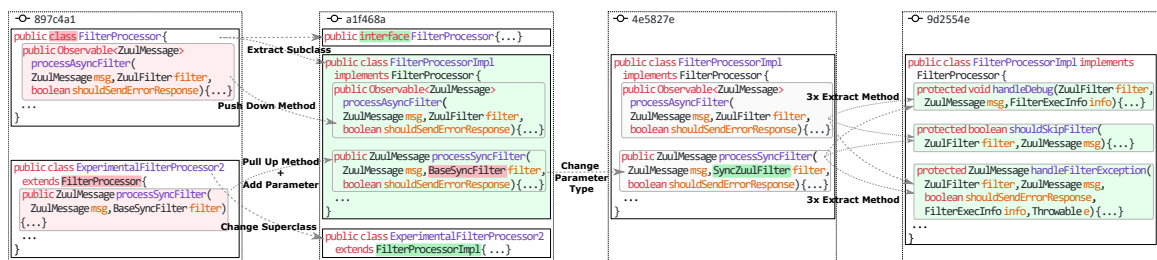 897c4a1
public class FilterProcessor{
public Observable<ZuulMessage>
processAsyncFilter(
ZuulMessage msg, ZuulFilter filter,
boolean shouldSendErrorResponse){...}
...
}
public class ExperimentalFilterProcessor2
extends FilterProcessor{
public ZuulMessage processSyncFilter(
ZuulMessage msg, BaseSyncFilter filter)
{...}
...
}
Extract Subclass
Push Down Method
Pull Up Method
+
Add Parameter
Change Superclass
a1f468a
public interface FilterProcessor{...}
public class FilterProcessorImpl
implements FilterProcessor{
public Observable<ZuulMessage>
processAsyncFilter(
ZuulMessage msg, ZuulFilter filter,
boolean shouldSendErrorResponse){...}
public ZuulMessage processSyncFilter(
ZuulMessage msg, BaseSyncFilter filter,
boolean shouldSendErrorResponse){...}
...
}
public class ExperimentalFilterProcessor2
extends FilterProcessorImpl{ ...}
Change
Parameter
Type
4e5827e
public class FilterProcessorImpl
implements FilterProcessor{
public Observable<ZuulMessage>
processAsyncFilter(
ZuulMessage msg, ZuulFilter filter,
boolean shouldSendErrorResponse){...}
public ZuulMessage processSyncFilter(
ZuulMessage msg, SyncZuulFilter filter,
boolean shouldSendErrorResponse){...}
...
}
3x Extract Method
3x Extract Method
9d2554e
public class FilterProcessorImpl implements
FilterProcessor{
protected void handleDebug(ZuulFilter filter,
ZuulMessage msg, FilterExecInfo info){...}
protected boolean shouldSkipFilter(
ZuulFilter filter, ZuulMessage msg){...}
protected ZuulMessage handleFilterException(
ZuulFilter filter, ZuulMessage msg,
boolean shouldSendErrorResponse,
FilterExecInfo info, Throwable e){...}
...
}